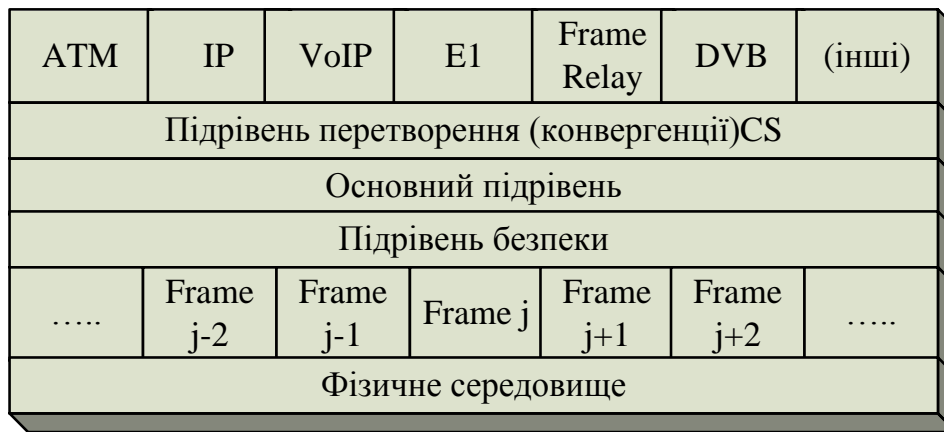 ATM IP VoIP E1 Frame Relay DVB (інші)
Підрівень перетворення (конвергенції)CS
Основний підрівень
Підрівень безпеки
….. Frame j-2 Frame j-1 Frame j Frame j+1 Frame j+2 …..
Фізичне середовище